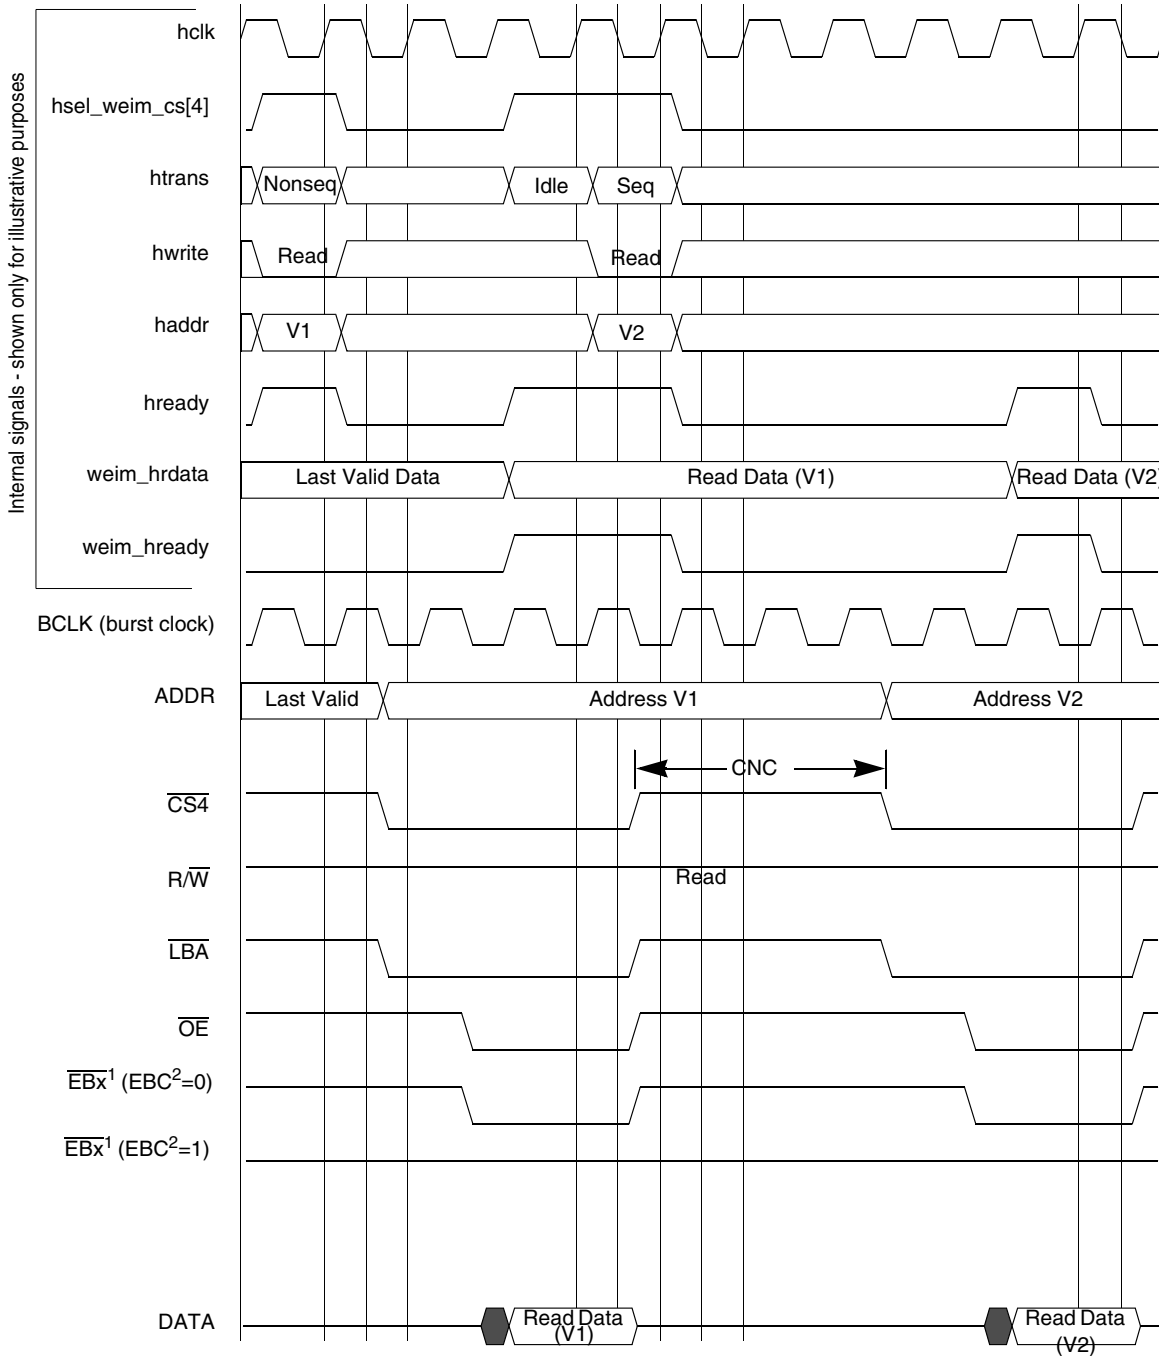 Internal signals - shown only for illustrative purposes
hclk
hsel_weim_cs[4]
htrans Nonseq Idle Seq
hwrite Read Read
haddr V1 V2
hready
weim_hrdata Last Valid Data Read Data (V1) Read Data (V2)
weim_hready
BCLK (burst clock)
ADDR Last Valid Address V1 Address V2
CNC
CS4
R/W Read
LBA
OE
EBx1 (EBC2=0)
EBx1 (EBC2=1)
DATA Read Data (V1) Read Data (V2)